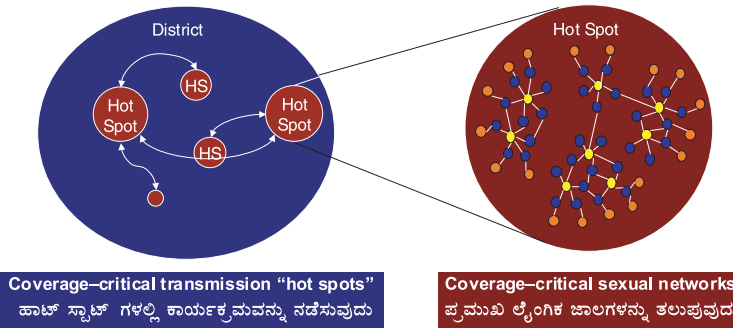 District
HS
Hot
Spot
HS
Hot
Spot
Hot Spot
Coverage–critical transmission “hot spots”
ಹಾಟ್ ಸ್ಪಾಟ್ ಗಳಲ್ಲಿ ಕಾರ್ಯಕ್ರಮವನ್ನು ನಡೆಸುವುದು
Coverage–critical sexual networks
ಪ್ರಮುಖ ಲೈಂಗಿಕ ಜಾಲಗಳನ್ನು ತಲುಪುವುದು